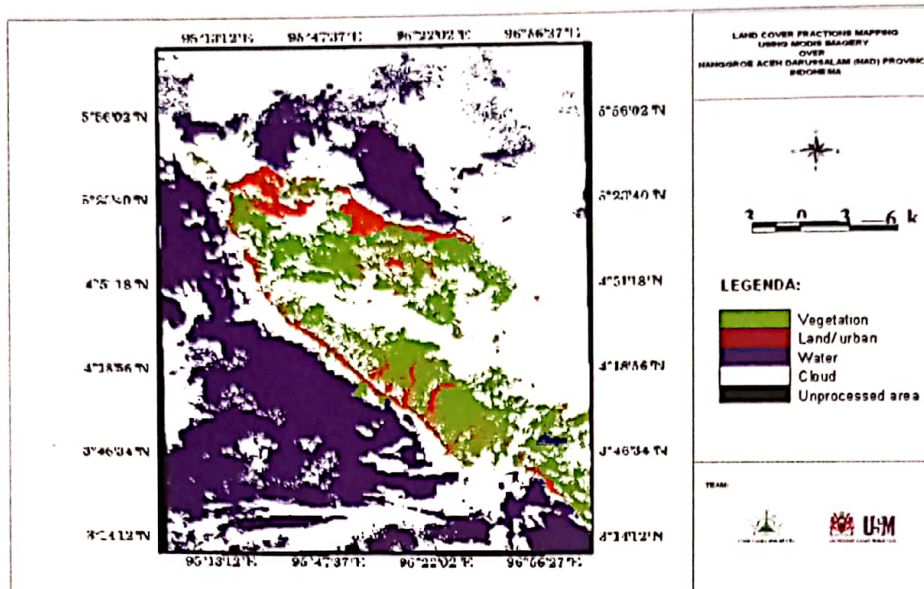 95°13'12"E 95°47'37"E 96°22'02"E 96°56'27"E
5°56'02"N 5°56'02"N
5°23'40"N
4°51'18"N 4°51'18"N
4°18'56"N 4°18'56"N
3°46'34"N 3°46'34"N
3°14'12"N 3°14'12"N
95°13'12"E 95°47'37"E 96°22'02"E 96°56'27"E
LAND COVER FRACTIONS MAPPING
USING MODIS IMAGERY
OVER
NANGGROE ACEH DARUSSALAM (NAD) PROVINC
INDONESIA
3 0 3 6 k
LEGENDA:
Vegetation
Land/urban
Water
Cloud
Unprocessed area
TEAM:
USM